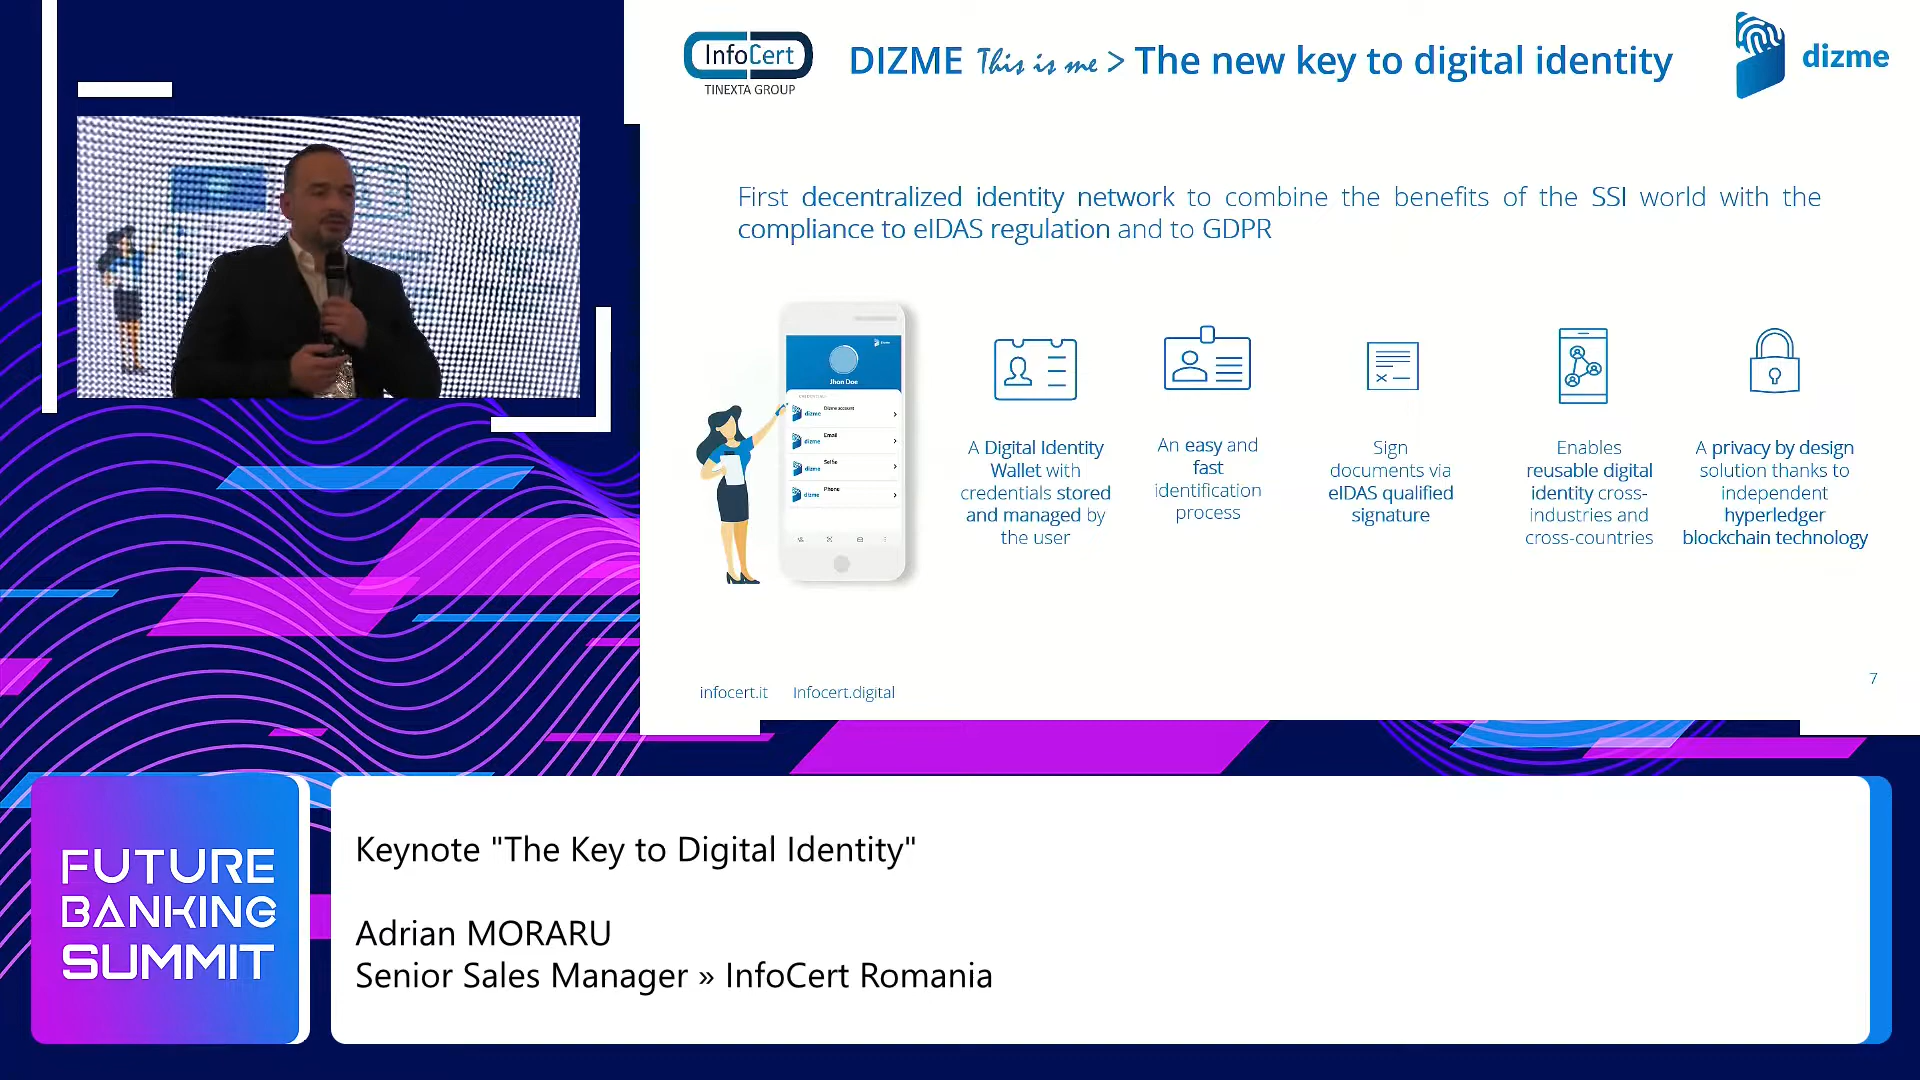 InfoCert
TINEXTA GROUP
DIZME This is me > The new key to digital identity
dizme
First decentralized identity network to combine the benefits of the SSI world with the
compliance to eIDAS regulation and to GDPR
dizme
Jhon Doe
dizme
Dizme account
dizme
Email
dizme
Selfie
dizme
Phone
A Digital Identity
Wallet with
credentials stored
and managed by
the user
An easy and
fast
identification
process
Sign
documents via
eIDAS qualified
signature
Enables
reusable digital
identity cross-
industries and
cross-countries
A privacy by design
solution thanks to
independent
hyperledger
blockchain technology
infocert.it
Infocert.digital
7
FUTURE
BANKING
SUMMIT
Keynote "The Key to Digital Identity"
Adrian MORARU
Senior Sales Manager » InfoCert Romania